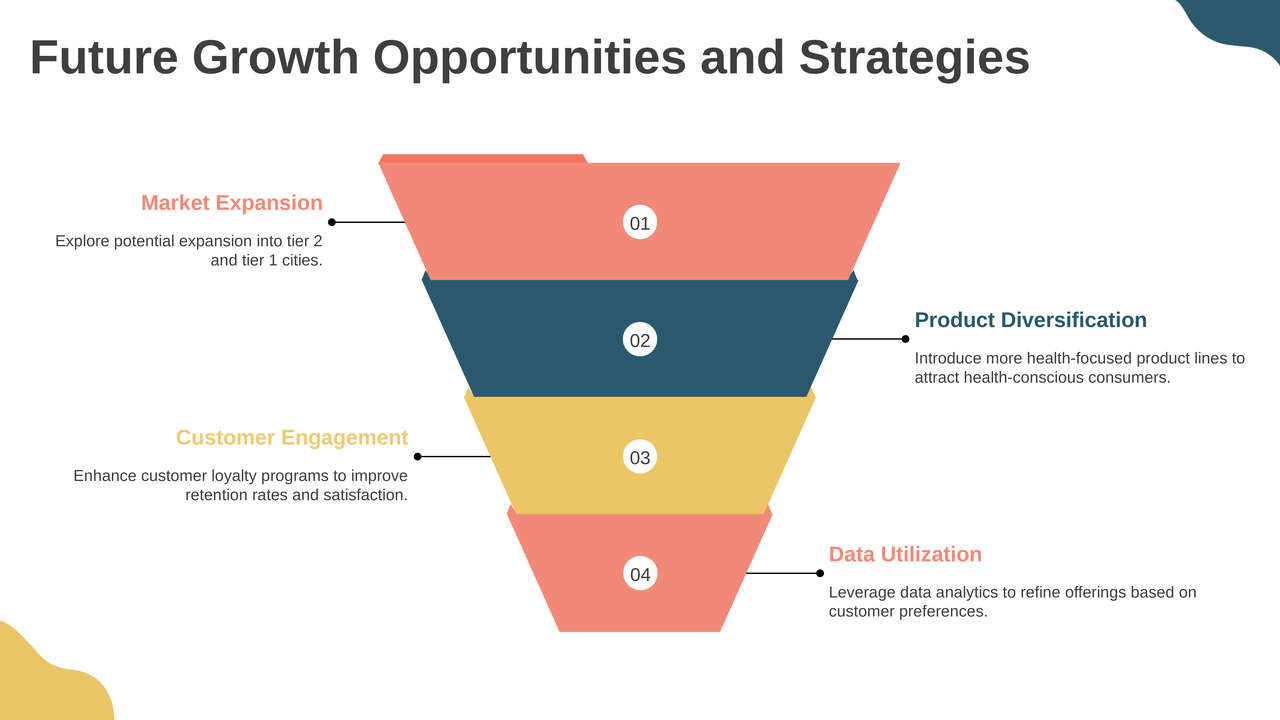 Future Growth Opportunities and Strategies
Market Expansion
Explore potential expansion into tier 2
and tier 1 cities.
01
02
Product Diversification
Introduce more health-focused product lines to
attract health-conscious consumers.
Customer Engagement
Enhance customer loyalty programs to improve
retention rates and satisfaction.
03
04
Data Utilization
Leverage data analytics to refine offerings based on
customer preferences.